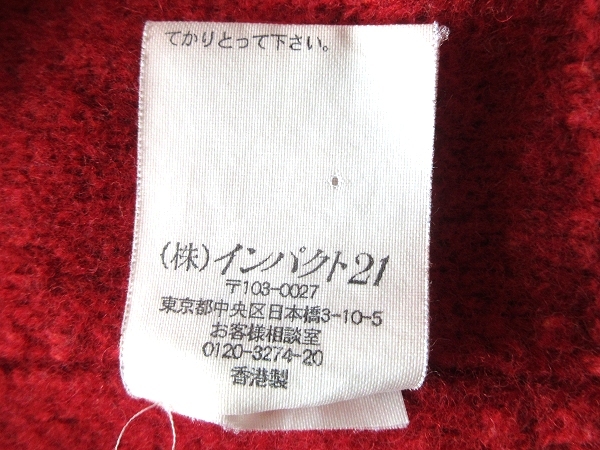 てかりとって下さい。
(株)インパクト21
〒103-0027
東京都中央区日本橋3-10-5
お客様相談室
0120-3274-20
香港製